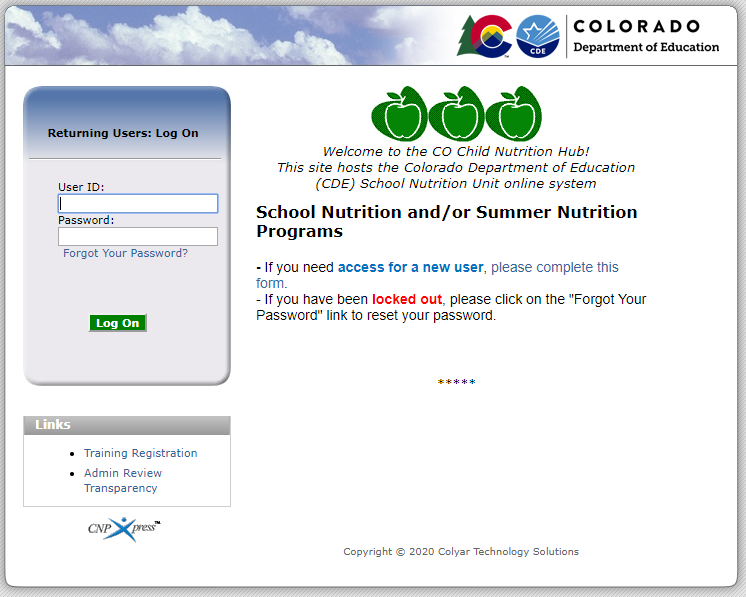 CDE
COLORADO
Department of Education
Returning Users: Log On
User ID:
Password:
Forgot Your Password?
Log On
Welcome to the CO Child Nutrition Hub!
This site hosts the Colorado Department of Education
(CDE) School Nutrition Unit online system
School Nutrition and/or Summer Nutrition
Programs
- If you need access for a new user, please complete this
form.
- If you have been locked out, please click on the "Forgot Your
Password" link to reset your password.
*****
Links
• Training Registration
• Admin Review
Transparency
CNP Xpress™
Copyright © 2020 Colyar Technology Solutions